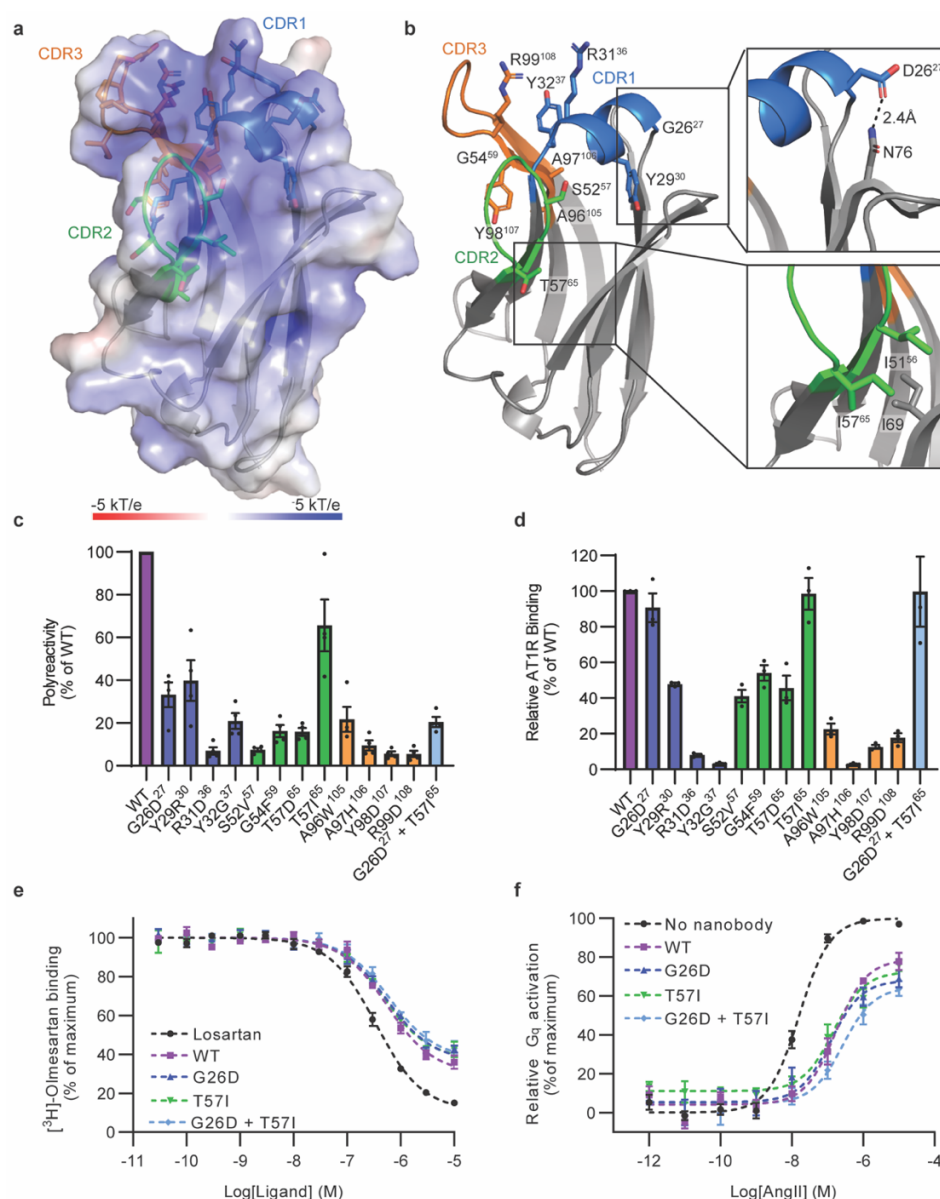 a
CDR1
CDR3
CDR2
-5 kT/e
5 kT/e
b
CDR3
R99¹⁰⁸
R31³⁶
Y32³⁷
CDR1
G26²⁷
G54⁵⁹
A97¹⁰⁶
S52⁵⁷
Y29³⁰
A96¹⁰⁵
Y98¹⁰⁷
CDR2
T57⁶⁵
D26²⁷
2.4Å
N76
I51⁵⁶
I57⁶⁵
I69
c
Polyreactivity
(% of WT)
100
80
60
40
20
0
WT
G26D²⁷
Y29R³⁰
R31D³⁶
Y32G³⁷
S52V⁵⁷
G54F⁵⁹
T57D⁶⁵
T57I⁶⁵
A96W¹⁰⁵
A97H¹⁰⁶
Y98D¹⁰⁷
R99D¹⁰⁸
G26D²⁷ + T57I⁶⁵
d
Relative AT1R Binding
(% of WT)
120
100
80
60
40
20
0
WT
G26D²⁷
Y29R³⁰
R31D³⁶
Y32G³⁷
S52V⁵⁷
G54F⁵⁹
T57D⁶⁵
T57I⁶⁵
A96W¹⁰⁵
A97H¹⁰⁶
Y98D¹⁰⁷
R99D¹⁰⁸
G26D²⁷ + T57I⁶⁵
e
[³H]-Olmesartan binding
(% of maximum)
100
80
60
40
20
0
Losartan
WT
G26D
T57I
G26D + T57I
-11 -10 -9 -8 -7 -6 -5
Log[Ligand] (M)
f
Relative Gq activation
(%of maximum)
100
80
60
40
20
0
No nanobody
WT
G26D
T57I
G26D + T57I
-12 -10 -8 -6 -4
Log[AngII] (M)